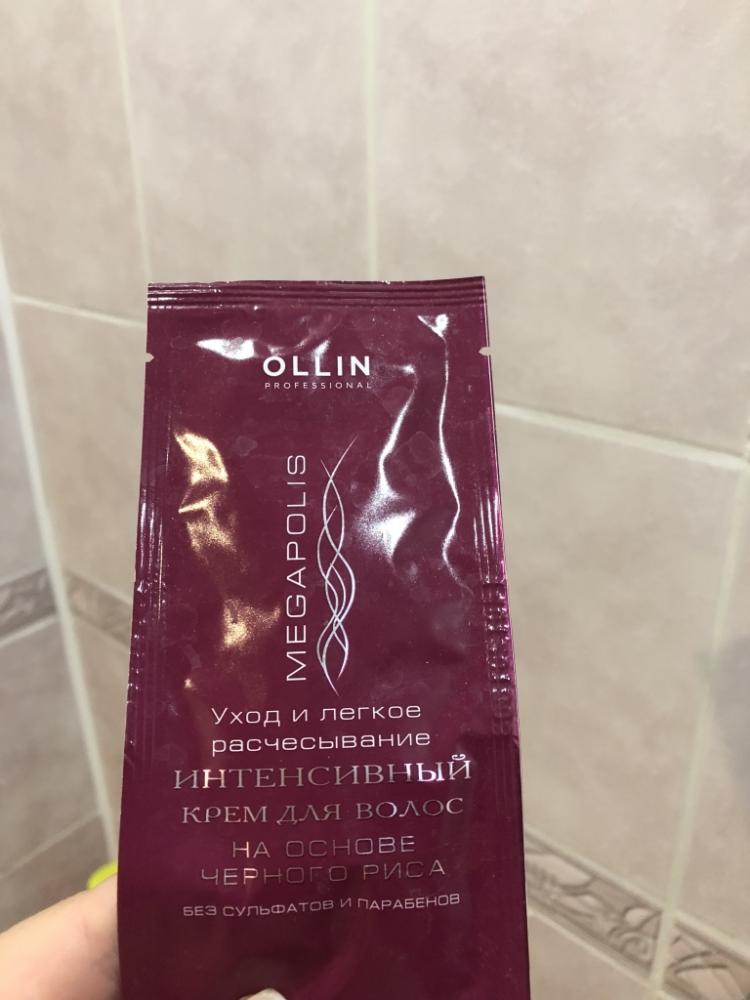 OLLIN
PROFESSIONAL
MEGAPOLIS
Уход и легкое
расчесывание
ИНТЕНСИВНЫЙ
КРЕМ ДЛЯ ВОЛОС
НА ОСНОВЕ
ЧЕРНОГО РИСА
БЕЗ СУЛЬФАТОВ И ПАРАБЕНОВ